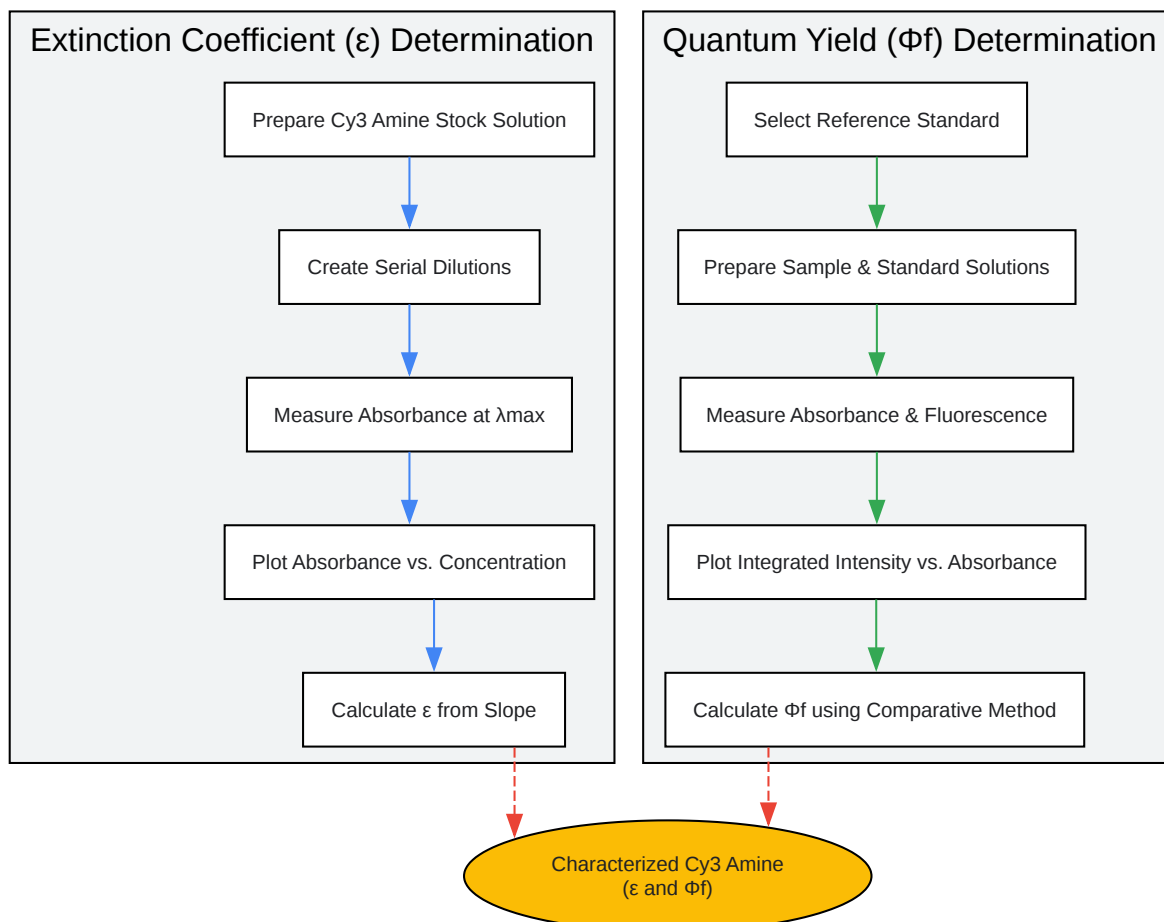 Extinction Coefficient (ε) Determination
Prepare Cy3 Amine Stock Solution
Create Serial Dilutions
Measure Absorbance at λmax
Plot Absorbance vs. Concentration
Calculate ε from Slope
Quantum Yield (Φf) Determination
Select Reference Standard
Prepare Sample & Standard Solutions
Measure Absorbance & Fluorescence
Plot Integrated Intensity vs. Absorbance
Calculate Φf using Comparative Method
Characterized Cy3 Amine
(ε and Φf)